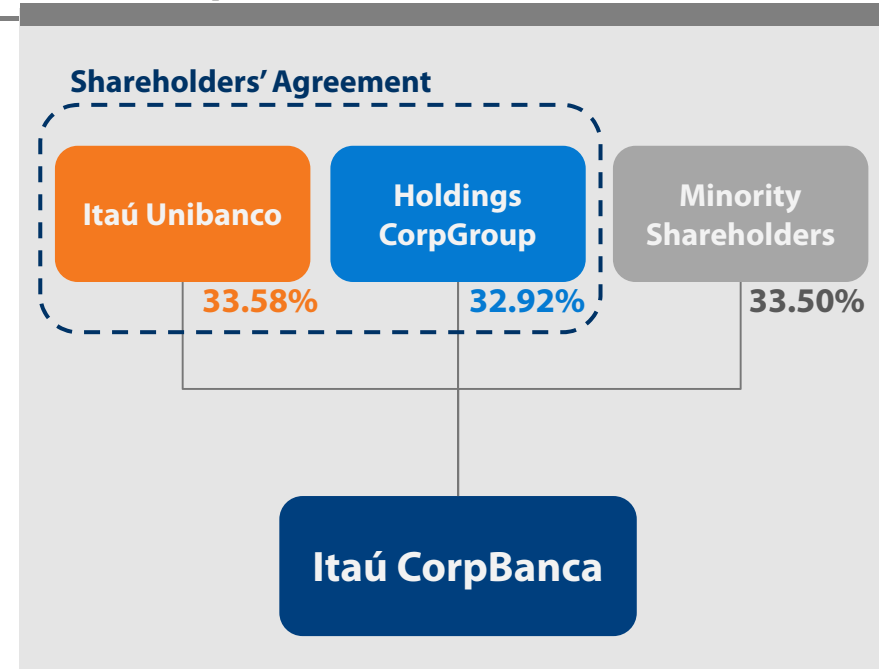 Shareholders' Agreement
Itaú Unibanco
Holdings
CorpGroup
Minority
Shareholders
33.58%
32.92%
33.50%
Itaú CorpBanca